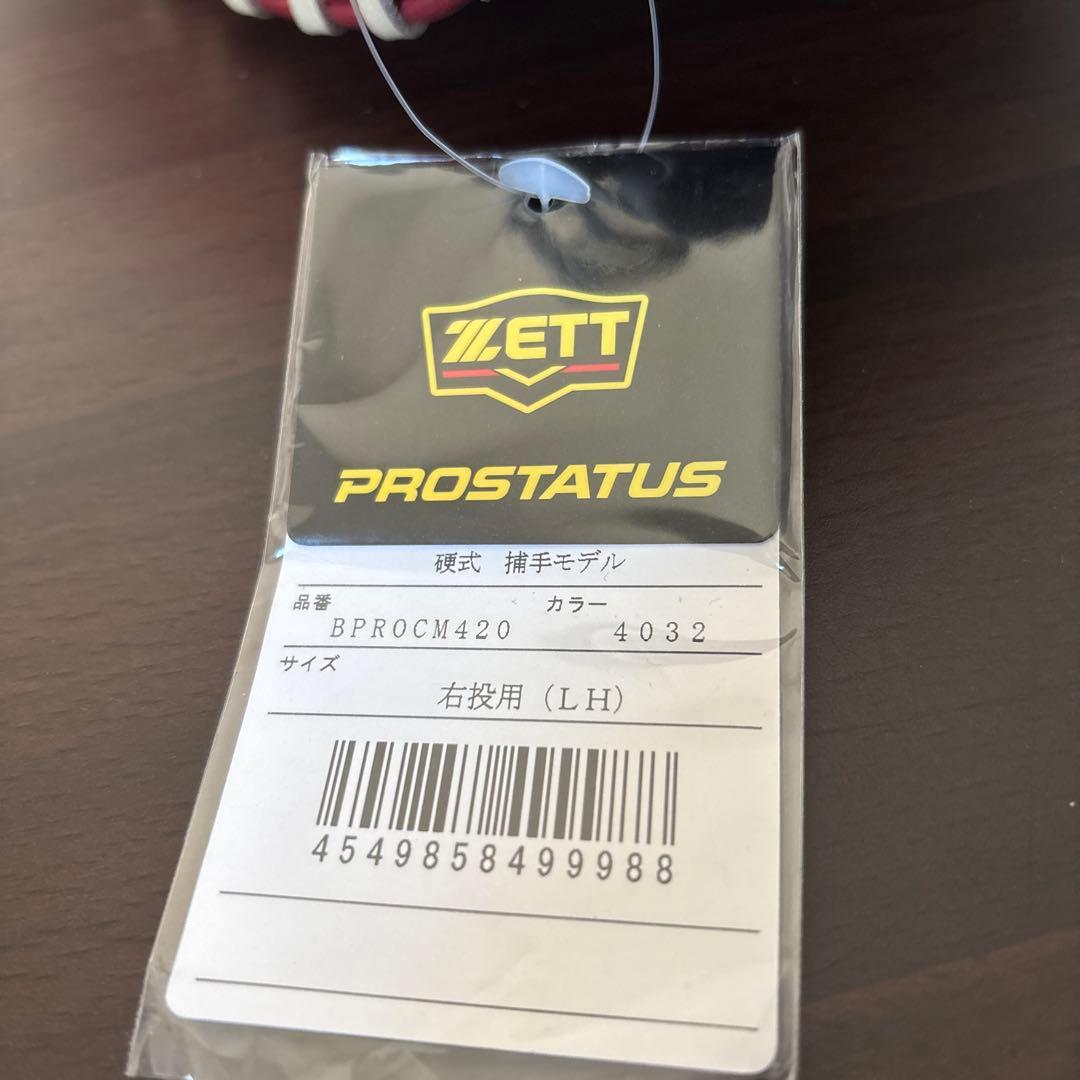 ZETT
PROSTATUS
硬式 捕手モデル
品番 カラー
BPROCM420 4032
サイズ
右投用（LH）
4549858499988